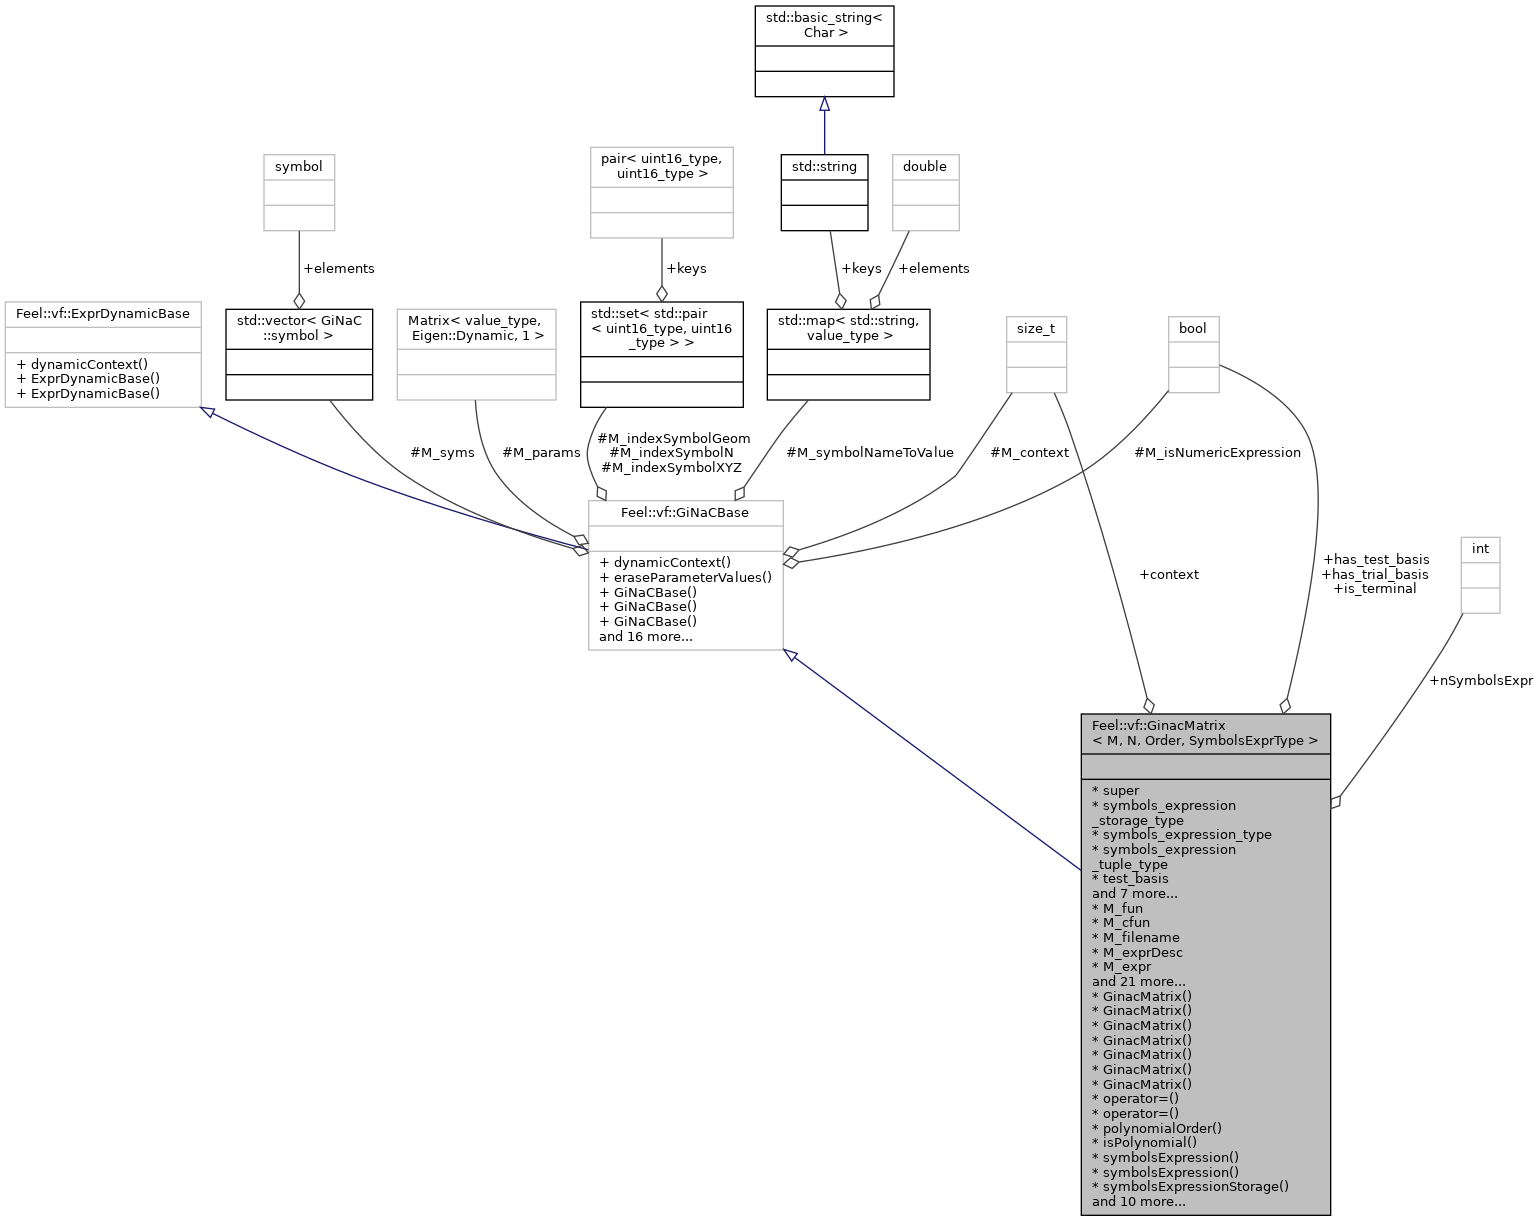 std::basic_string<
Char >
symbol
pair< uint16_type,
uint16_type >
std::string
double
+elements
+keys
+keys
+elements
Feel::vf::ExprDynamicBase
+ dynamicContext()
+ ExprDynamicBase()
+ ExprDynamicBase()
std::vector< GiNaC
::symbol >
Matrix< value_type,
Eigen::Dynamic, 1 >
std::set< std::pair
< uint16_type, uint16
_type > >
std::map< std::string,
value_type >
size_t
bool
#M_syms
#M_params
#M_indexSymbolGeom
#M_indexSymbolN
#M_indexSymbolXYZ
#M_symbolNameToValue
#M_context
#M_isNumericExpression
Feel::vf::GiNaCBase
+ dynamicContext()
+ eraseParameterValues()
+ GiNaCBase()
+ GiNaCBase()
+ GiNaCBase()
and 16 more...
+context
+has_test_basis
+has_trial_basis
+is_terminal
int
+nSymbolsExpr
Feel::vf::GinacMatrix
< M, N, Order, SymbolsExprType >
* super
* symbols_expression
_storage_type
* symbols_expression_type
* symbols_expression
_tuple_type
* test_basis
and 7 more...
* M_fun
* M_cfun
* M_filename
* M_exprDesc
* M_expr
and 21 more...
* GinacMatrix()
* GinacMatrix()
* GinacMatrix()
* GinacMatrix()
* GinacMatrix()
* GinacMatrix()
* GinacMatrix()
* operator=()
* operator=()
* polynomialOrder()
* isPolynomial()
* symbolsExpression()
* symbolsExpression()
* symbolsExpressionStorage()
and 10 more...